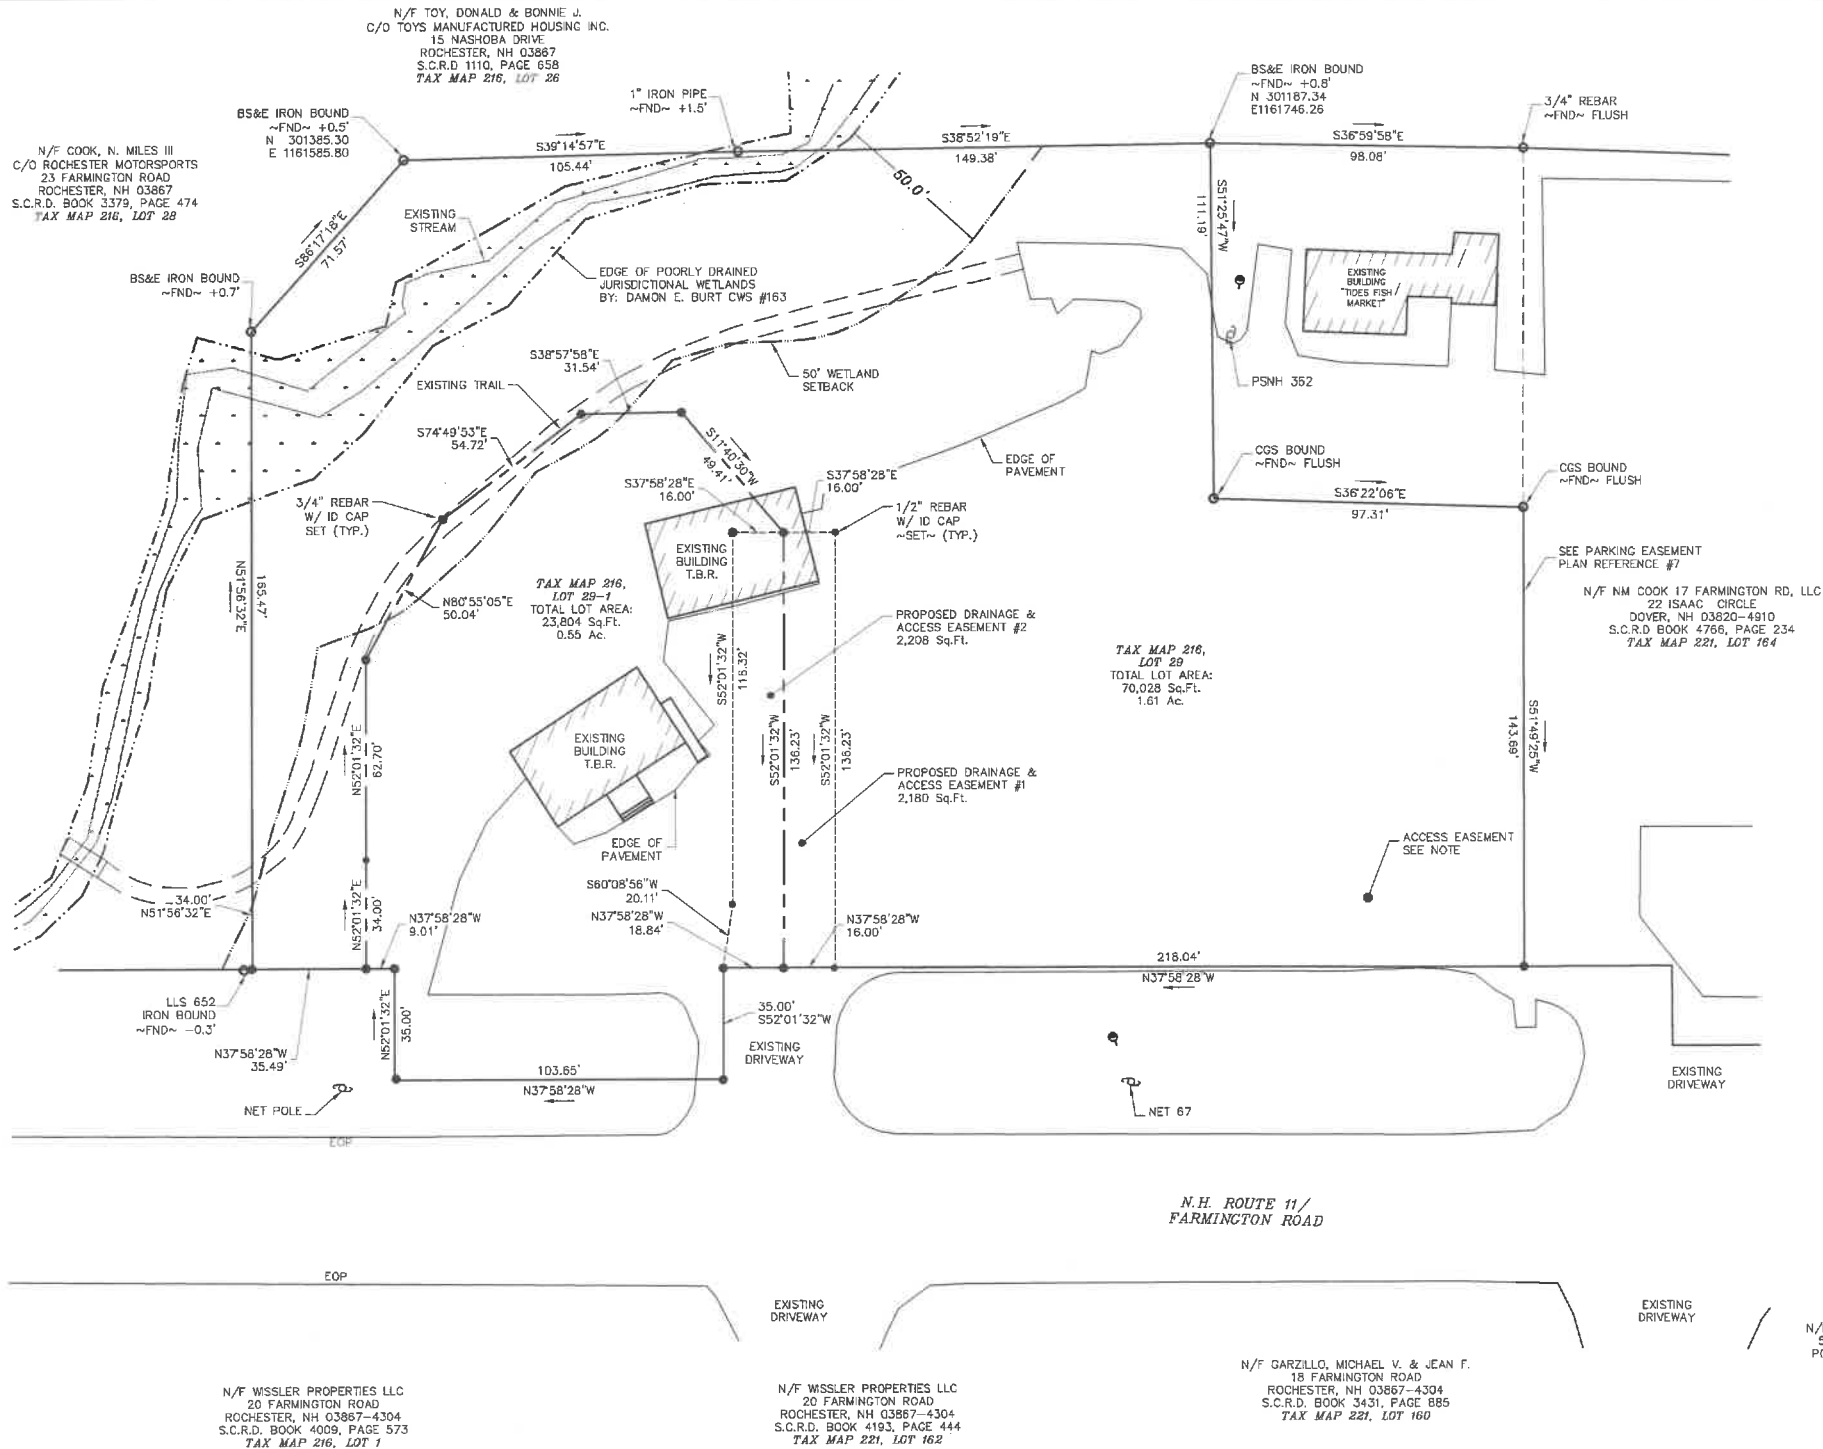 N/F TOY, DONALD & BONNIE J.
C/O TOYS MANUFACTURED HOUSING INC.
15 NASHOBA DRIVE
ROCHESTER, NH 03867
S.C.R.D 1110, PAGE 658
TAX MAP 216, LOT 26
N/F COOK, N. MILES III
C/O ROCHESTER MOTORSPORTS
23 FARMINGTON ROAD
ROCHESTER, NH 03867
S.C.R.D. BOOK 3379, PAGE 474
TAX MAP 216, LOT 28
BS&E IRON BOUND
~FND~ +0.5'
N 301385.30
E 1161585.80
1" IRON PIPE
~FND~ +1.5'
BS&E IRON BOUND
~FND~ +0.8'
N 301187.34
E1161746.26
3/4" REBAR
~FND~ FLUSH
S39°14'57"E
105.44'
S38°52'19"E
149.38'
S36°59'58"E
98.08'
50.0'
S86°17'18"E
71.57'
EXISTING
STREAM
S51°25'47"W
111.19'
BS&E IRON BOUND
~FND~ +0.7'
EDGE OF POORLY DRAINED
JURISDICTIONAL WETLANDS
BY: DAMON E. BURT CWS #163
EXISTING
BUILDING
"TIDES FISH
MARKET"
S38°57'58"E
31.54'
EXISTING TRAIL
50' WETLAND
SETBACK
PSNH 362
S74°49'53"E
54.72'
S11°40'30"W
49.41'
EDGE OF
PAVEMENT
CGS BOUND
~FND~ FLUSH
CGS BOUND
~FND~ FLUSH
S37°58'28"E
16.00'
S37°58'28"E
16.00'
S36°22'06"E
97.31'
3/4" REBAR
W/ ID CAP
SET (TYP.)
1/2" REBAR
W/ ID CAP
~SET~ (TYP.)
EXISTING
BUILDING
T.B.R.
SEE PARKING EASEMENT
PLAN REFERENCE #7
N51°56'32"E
165.47'
N80°55'05"E
50.04'
TAX MAP 216,
LOT 29-1
TOTAL LOT AREA:
23,804 Sq.Ft.
0.55 Ac.
N/F NM COOK 17 FARMINGTON RD, LLC
22 ISAAC CIRCLE
DOVER, NH 03820-4910
S.C.R.D BOOK 4766, PAGE 234
TAX MAP 221, LOT 164
PROPOSED DRAINAGE &
ACCESS EASEMENT #2
2,208 Sq.Ft.
TAX MAP 216,
LOT 29
TOTAL LOT AREA:
70,028 Sq.Ft.
1.61 Ac.
S52°01'32"W
116.32'
N52°01'32"E
62.70'
S52°01'32"W
136.23'
S52°01'32"W
136.23'
S51°49'25"W
143.69'
EXISTING
BUILDING
T.B.R.
PROPOSED DRAINAGE &
ACCESS EASEMENT #1
2,180 Sq.Ft.
EDGE OF
PAVEMENT
ACCESS EASEMENT
SEE NOTE
34.00'
N51°56'32"E
N52°01'32"E
34.00'
S60°08'56"W
20.11'
N37°58'28"W
9.01'
N37°58'28"W
18.84'
N37°58'28"W
16.00'
218.04'
N37°58'28"W
LLS 652
IRON BOUND
~FND~ -0.3'
N37°58'28"W
35.49'
N52°01'32"E
35.00'
35.00'
S52°01'32"W
EXISTING
DRIVEWAY
103.65'
N37°58'28"W
EXISTING
DRIVEWAY
NET POLE
NET 67
EOP
N.H. ROUTE 11/
FARMINGTON ROAD
EOP
EXISTING
DRIVEWAY
EXISTING
DRIVEWAY
N/F WISSLER PROPERTIES LLC
20 FARMINGTON ROAD
ROCHESTER, NH 03867-4304
S.C.R.D. BOOK 4009, PAGE 573
TAX MAP 216, LOT 1
N/F WISSLER PROPERTIES LLC
20 FARMINGTON ROAD
ROCHESTER, NH 03867-4304
S.C.R.D. BOOK 4193, PAGE 444
TAX MAP 221, LOT 162
N/F GARZILLO, MICHAEL V. & JEAN F.
18 FARMINGTON ROAD
ROCHESTER, NH 03867-4304
S.C.R.D. BOOK 3431, PAGE 885
TAX MAP 221, LOT 160